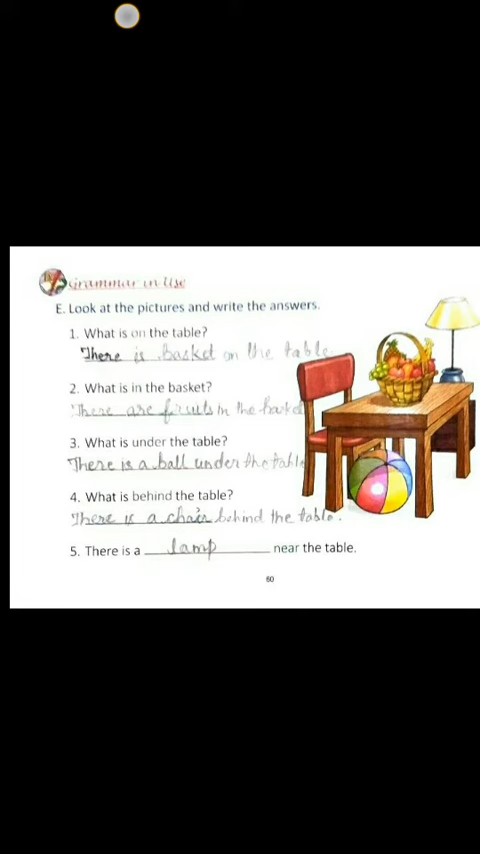 Grammar in Use
E. Look at the pictures and write the answers.
1. What is on the table?
There is basket on the table
2. What is in the basket?
There are fruits in the basket
3. What is under the table?
There is a ball under the table
4. What is behind the table?
There is a chair behind the table.
5. There is a lamp near the table.
60